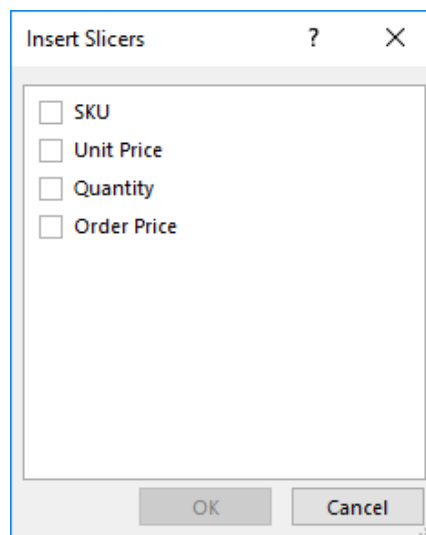 Insert Slicers ?
SKU
Unit Price
Quantity
Order Price
OK Cancel